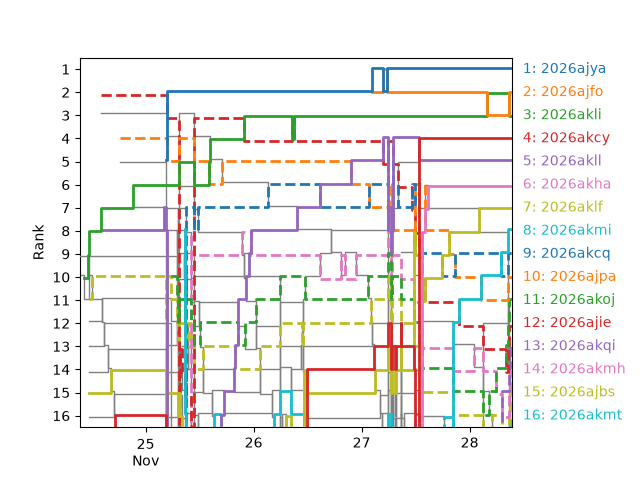 1
2
3
4
5
6
7
8
9
10
11
12
13
14
15
16
Rank
25
26
27
28
Nov
1: 2026ajya
2: 2026ajfo
3: 2026akli
4: 2026akcy
5: 2026akll
6: 2026akha
7: 2026aklf
8: 2026akmi
9: 2026akcq
10: 2026ajpa
11: 2026akoj
12: 2026ajie
13: 2026akqi
14: 2026akmh
15: 2026ajbs
16: 2026akmt